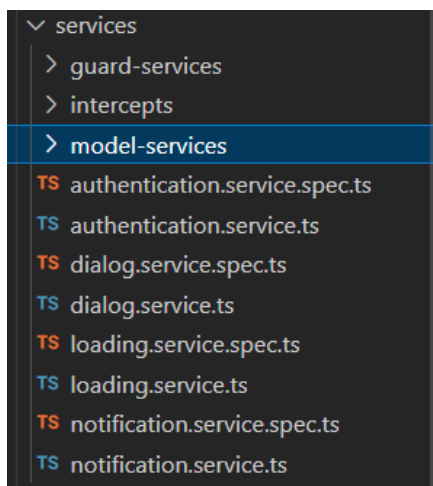 services
guard-services
intercepts
model-services
TS authentication.service.spec.ts
TS authentication.service.ts
TS dialog.service.spec.ts
TS dialog.service.ts
TS loading.service.spec.ts
TS loading.service.ts
TS notification.service.spec.ts
TS notification.service.ts